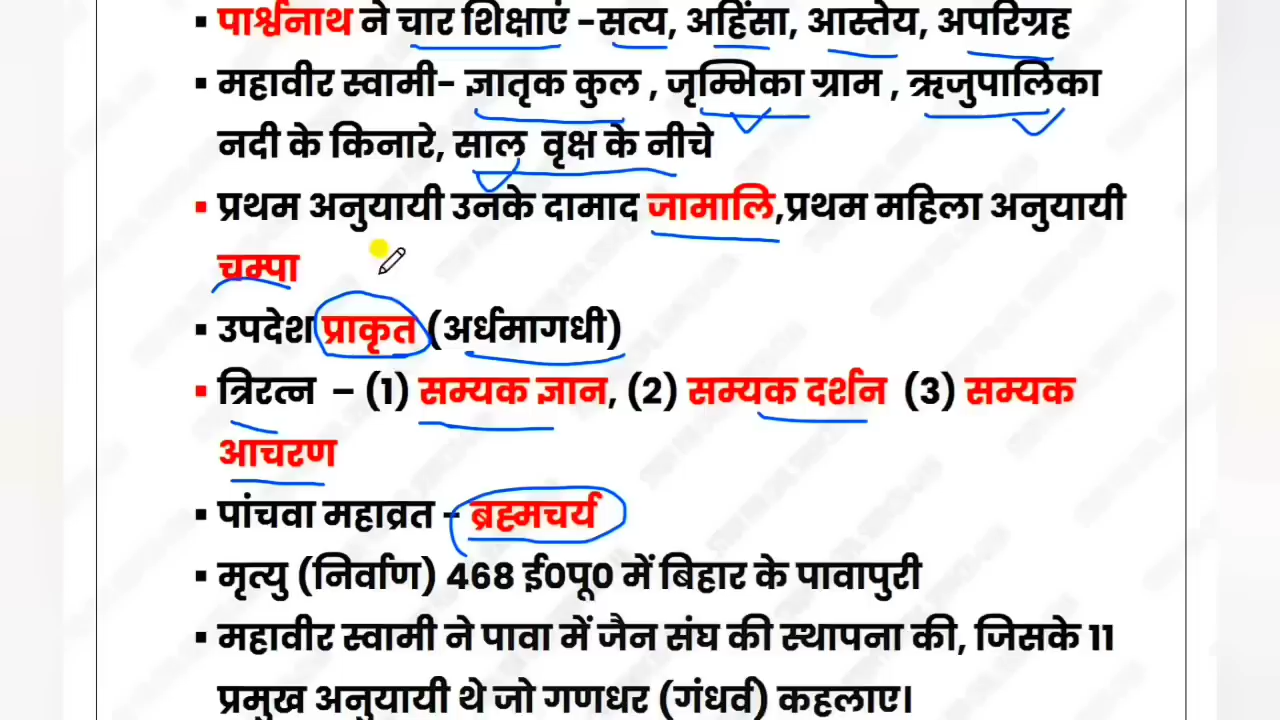 ▪ पार्श्वनाथ ने चार शिक्षाएं -सत्य, अहिंसा, आस्तेय, अपरिग्रह
▪ महावीर स्वामी- ज्ञातृक कुल , जृम्भिका ग्राम , ऋजुपालिका
नदी के किनारे, साल वृक्ष के नीचे
▪ प्रथम अनुयायी उनके दामाद जामालि,प्रथम महिला अनुयायी
चम्पा
▪ उपदेश प्राकृत (अर्धमागधी)
▪ त्रिरत्न – (1) सम्यक ज्ञान, (2) सम्यक दर्शन (3) सम्यक
आचरण
▪ पांचवा महाव्रत - ब्रह्मचर्य
▪ मृत्यु (निर्वाण) 468 ई0पू0 में बिहार के पावापुरी
▪ महावीर स्वामी ने पावा में जैन संघ की स्थापना की, जिसके 11
प्रमुख अनुयायी थे जो गणधर (गंधर्व) कहलाए।